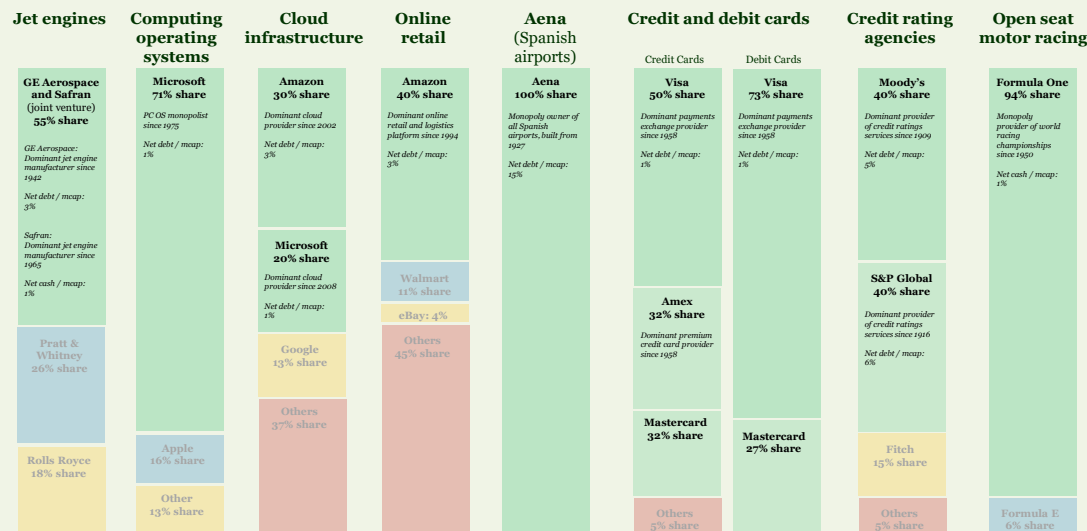 Jet engines
GE Aerospace
and Safran
(joint venture)
55% share
GE Aerospace:
Dominant jet engine
manufacturer since
1942
Net debt / mcap:
3%
Safran:
Dominant jet engine
manufacturer since
1965
Net cash / mcap:
1%
Pratt &
Whitney
26% share
Rolls Royce
18% share
Computing
operating
systems
Microsoft
71% share
PC OS monopolist
since 1975
Net debt / mcap:
1%
Apple
16% share
Other
13% share
Cloud
infrastructure
Amazon
30% share
Dominant cloud
provider since 2002
Net debt / mcap:
3%
Microsoft
20% share
Dominant cloud
provider since 2008
Net debt / mcap:
1%
Google
13% share
Others
37% share
Online
retail
Amazon
40% share
Dominant online
retail and logistics
platform since 1994
Net debt / mcap:
3%
Walmart
11% share
eBay: 4%
Others
45% share
Aena
(Spanish
airports)
Aena
100% share
Monopoly owner of
all Spanish
airports, built from
1927
Net debt / mcap:
15%
Credit and debit cards
Credit Cards
Visa
50% share
Dominant payments
exchange provider
since 1958
Net debt / mcap:
1%
Amex
32% share
Dominant premium
credit card provider
since 1958
Mastercard
32% share
Others
5% share
Debit Cards
Visa
73% share
Dominant payments
exchange provider
since 1958
Net debt / mcap:
1%
Mastercard
27% share
Credit rating
agencies
Moody's
40% share
Dominant provider
of credit ratings
services since 1909
Net debt / mcap:
5%
S&P Global
40% share
Dominant provider
of credit ratings
services since 1916
Net debt / mcap:
6%
Fitch
15% share
Others
5% share
Open seat
motor racing
Formula One
94% share
Monopoly
provider of world
racing
championships
since 1950
Net cash / mcap:
1%
Formula E
6% share